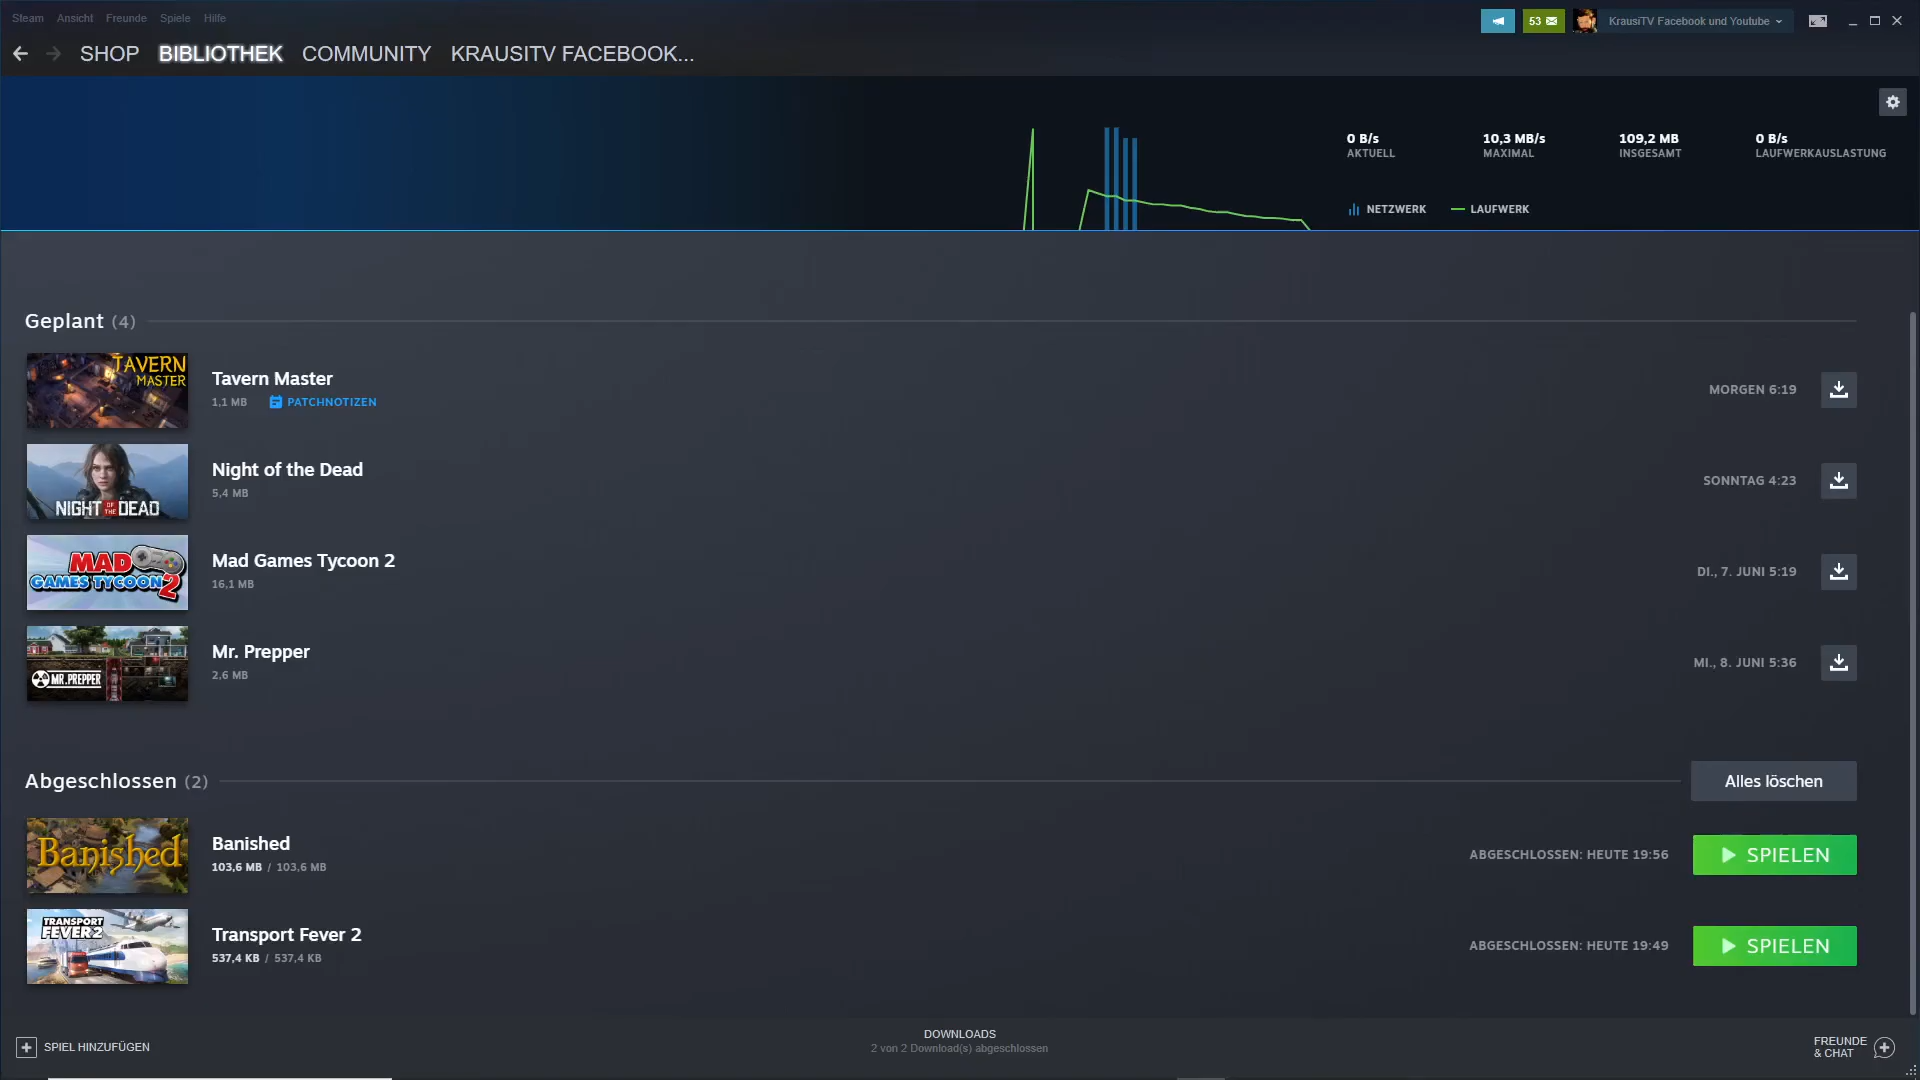 Steam Ansicht Freunde Spiele Hilfe
53 KrausiTV Facebook und Youtube
SHOP BIBLIOTHEK COMMUNITY KRAUSITV FACEBOOK...
0 B/s 10,3 MB/s 109,2 MB 0 B/s
AKTUELL MAXIMAL INSGESAMT LAUFWERKAUSLASTUNG
NETZWERK LAUFWERK
Geplant (4)
TAVERN
MASTER
Tavern Master
1,1 MB PATCHNOTIZEN
MORGEN 6:19
NIGHT OF THE DEAD
Night of the Dead
5,4 MB
SONNTAG 4:23
MAD
GAMES TYCOON 2
Mad Games Tycoon 2
16,1 MB
DI., 7. JUNI 5:19
MR. PREPPER
Mr. Prepper
2,6 MB
MI., 8. JUNI 5:36
Abgeschlossen (2)
Alles löschen
Banished
Banished
103,6 MB / 103,6 MB
ABGESCHLOSSEN: HEUTE 19:56
SPIELEN
TRANSPORT
FEVER 2
Transport Fever 2
537,4 KB / 537,4 KB
ABGESCHLOSSEN: HEUTE 19:49
SPIELEN
SPIEL HINZUFÜGEN
DOWNLOADS
2 von 2 Download(s) abgeschlossen
FREUNDE
& CHAT